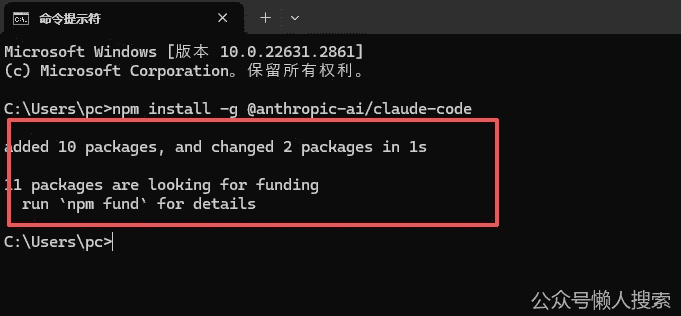 命令提示符
Microsoft Windows [版本 10.0.22631.2861]
(c) Microsoft Corporation。保留所有权利。
C:\Users\pc>npm install -g @anthropic-ai/claude-code
added 10 packages, and changed 2 packages in 1s
11 packages are looking for funding
run `npm fund` for details
C:\Users\pc>
公众号懒人搜索